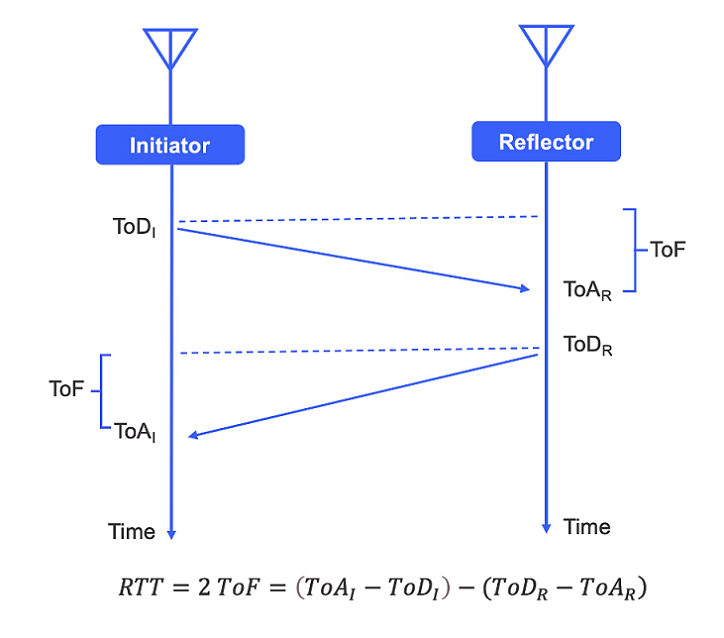 Initiator
Reflector
ToD_I
ToF
ToA_R
ToD_R
ToF
ToA_I
Time
Time
RTT = 2 ToF = (ToA_I − ToD_I) − (ToD_R − ToA_R)